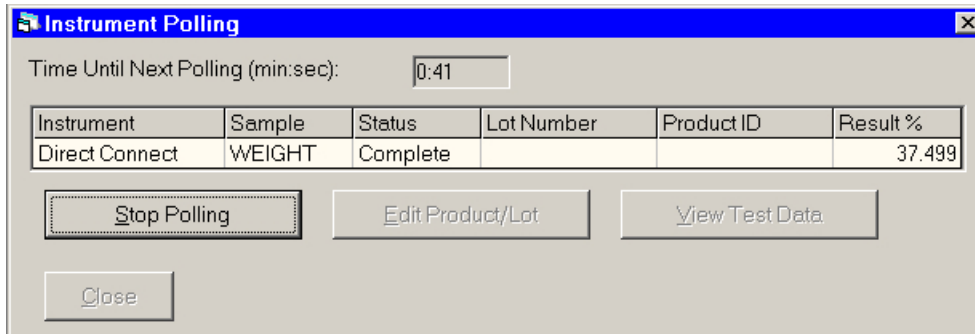 Instrument Polling
Time Until Next Polling (min:sec): 0:41
Instrument Sample Status Lot Number Product ID Result %
Direct Connect WEIGHT Complete 37.499
Stop Polling Edit Product/Lot View Test Data
Close